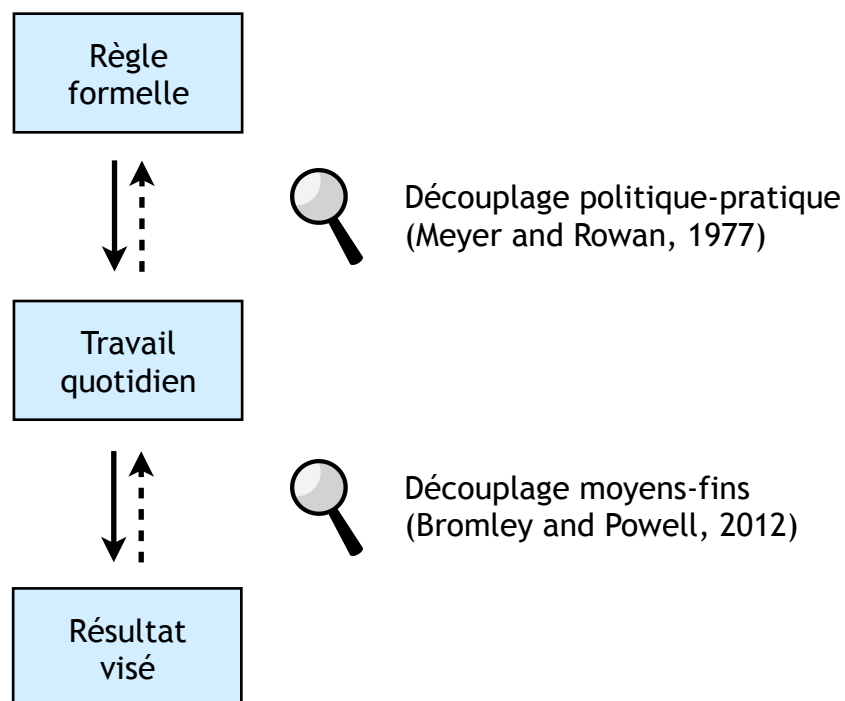 Règle
formelle
Découplage politique-pratique
(Meyer and Rowan, 1977)
Travail
quotidien
Découplage moyens-fins
(Bromley and Powell, 2012)
Résultat
visé